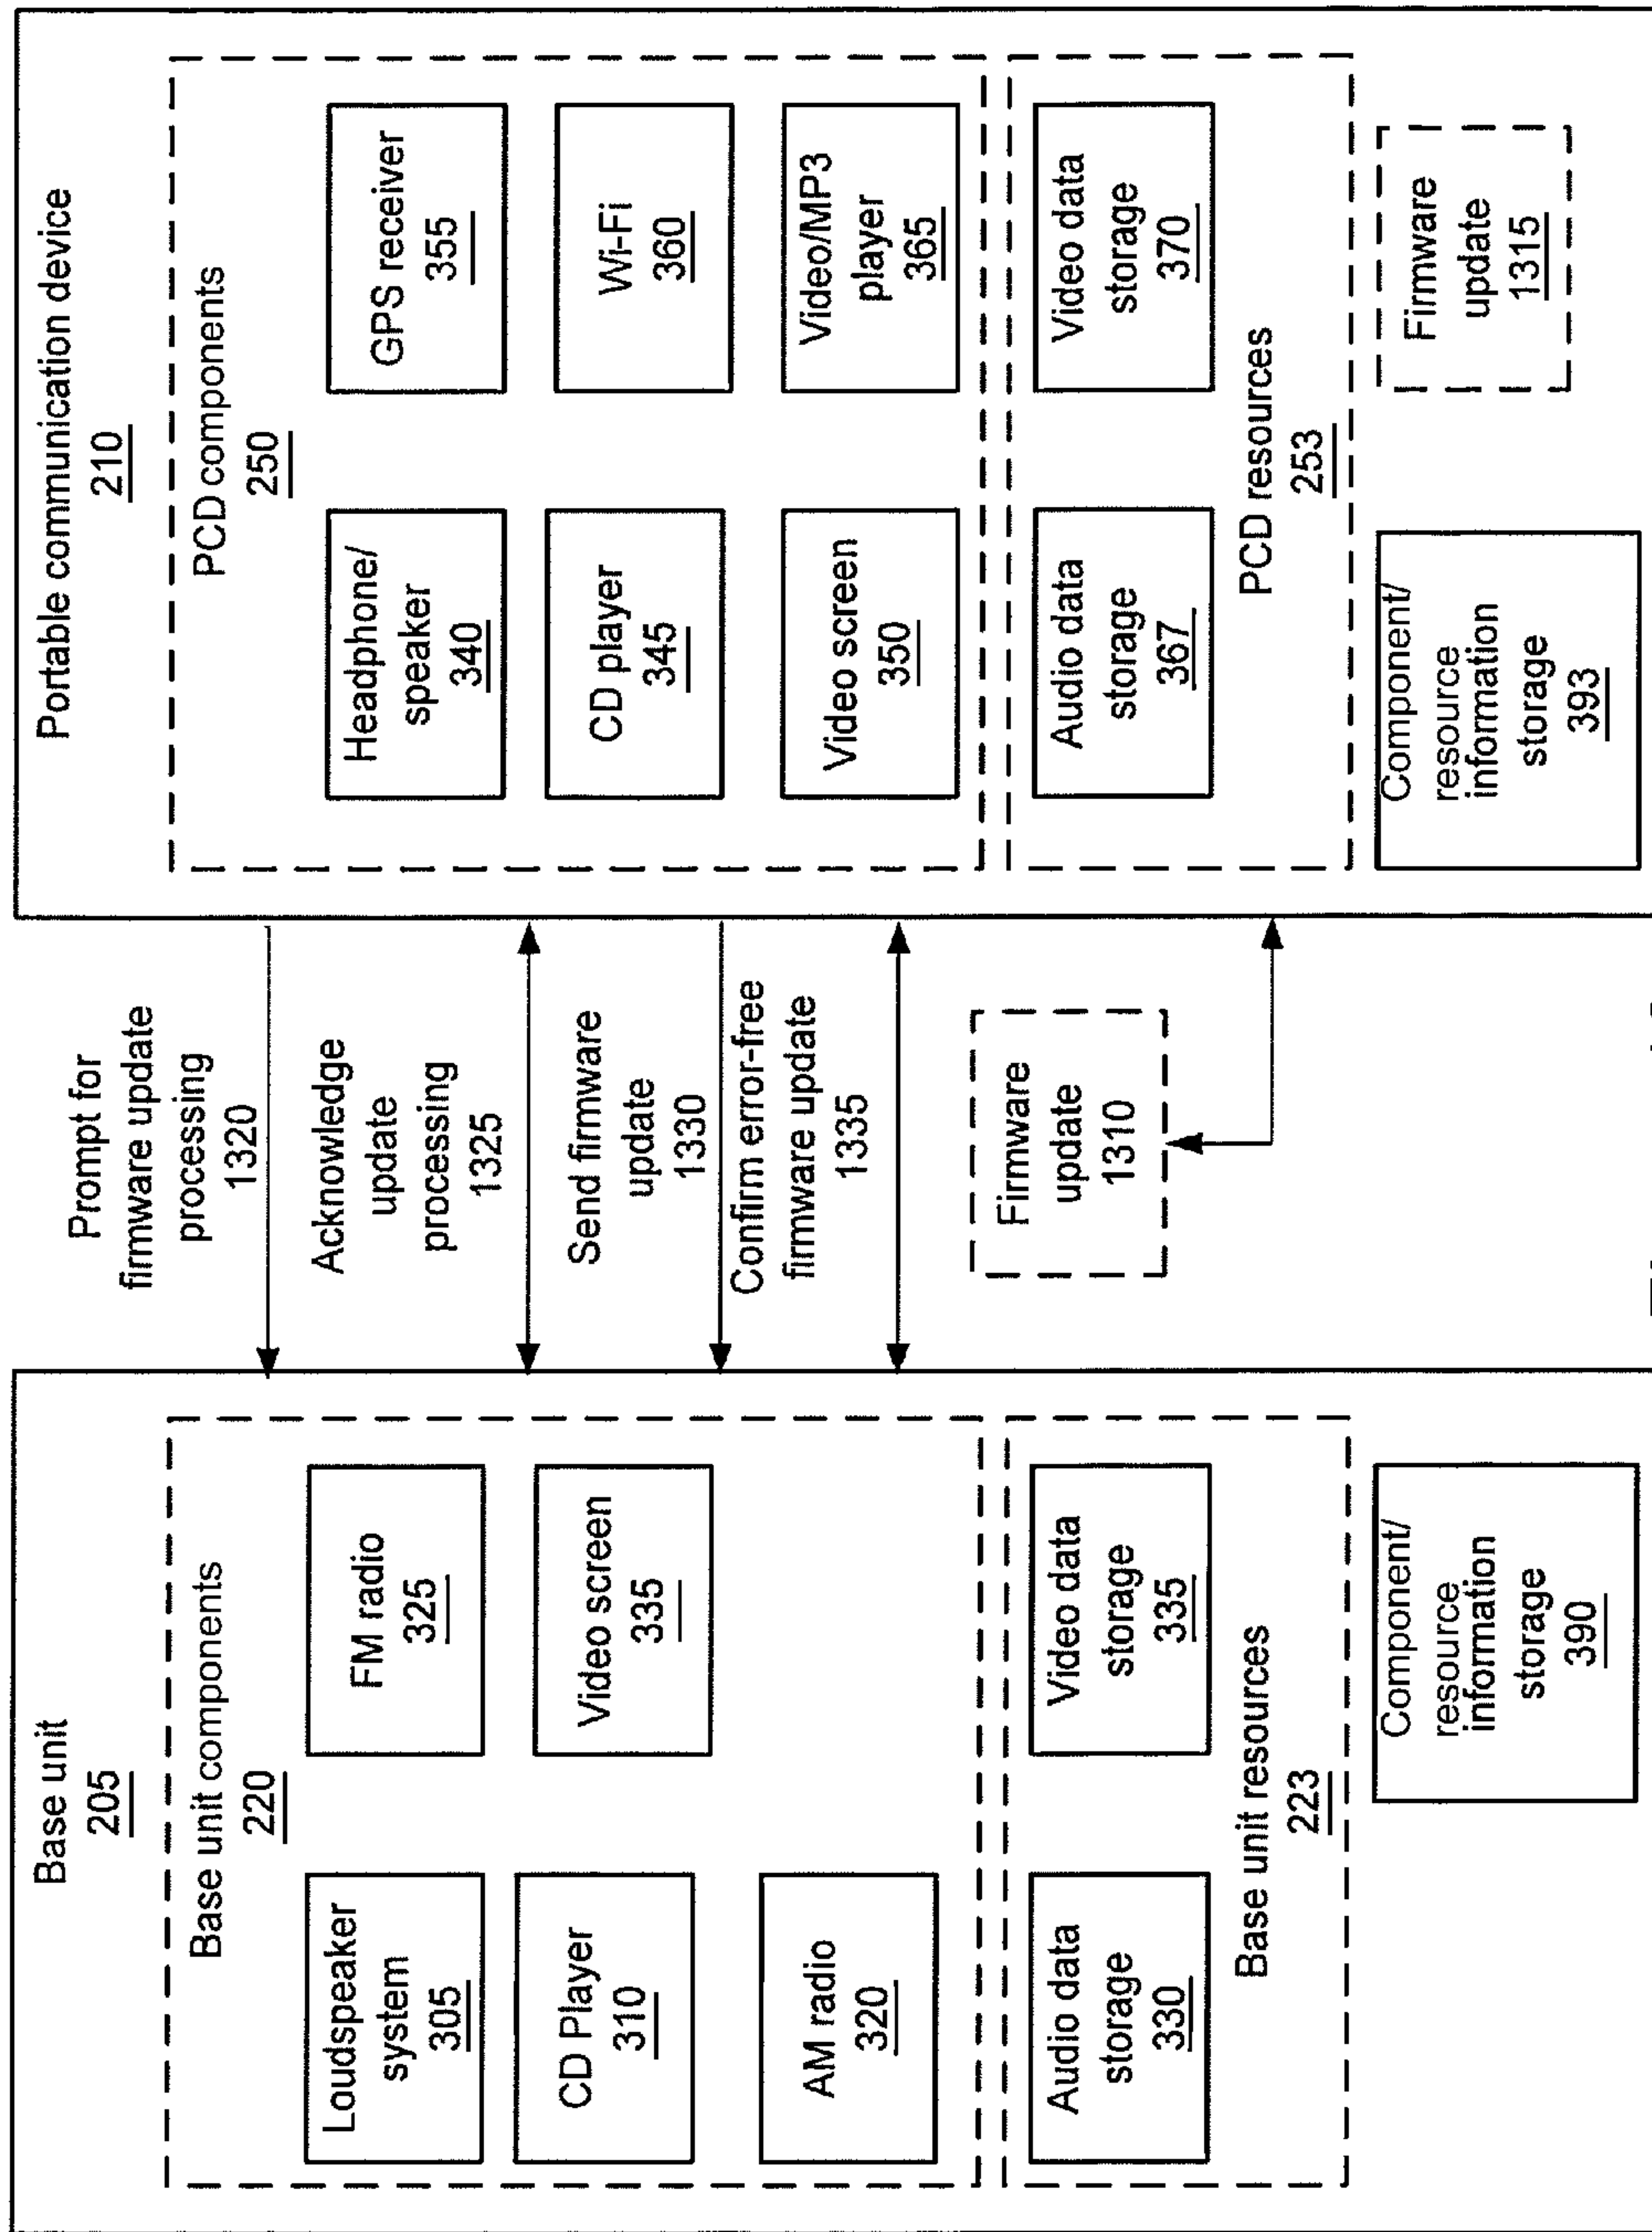 Base unit
205
Base unit components
220
Loudspeaker
system
305
FM radio
325
CD Player
310
Video screen
335
AM radio
320
Audio data
storage
330
Video data
storage
335
Base unit resources
223
Component/
resource
information
storage
390
Prompt for
firmware update
processing
1320
Acknowledge
update
processing
1325
Send firmware
update
1330
Confirm error-free
firmware update
1335
Firmware
update
1310
Portable communication device
210
PCD components
250
Headphone/
speaker
340
GPS receiver
355
CD player
345
Wi-Fi
360
Video screen
350
Video/MP3
player
365
Audio data
storage
367
Video data
storage
370
PCD resources
253
Component/
resource
information
storage
393
Firmware
update
1315